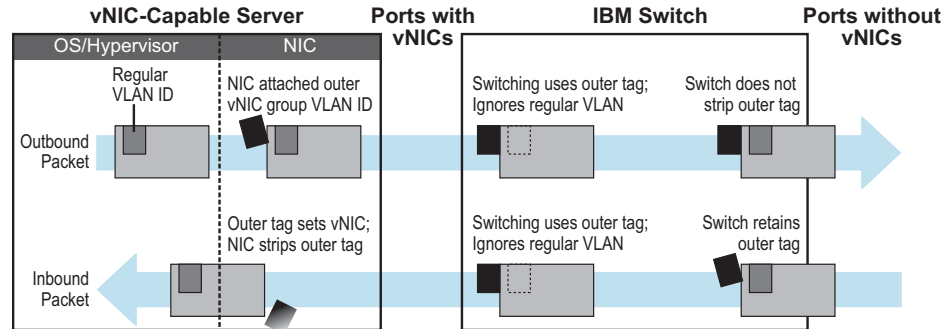 vNIC-Capable Server
Ports with
vNICs
IBM Switch
Ports without
vNICs
OS/Hypervisor
NIC
Regular
VLAN ID
NIC attached outer
vNIC group VLAN ID
Switching uses outer tag;
Ignores regular VLAN
Switch does not
strip outer tag
Outbound
Packet
Outer tag sets vNIC;
NIC strips outer tag
Switching uses outer tag;
Ignores regular VLAN
Switch retains
outer tag
Inbound
Packet